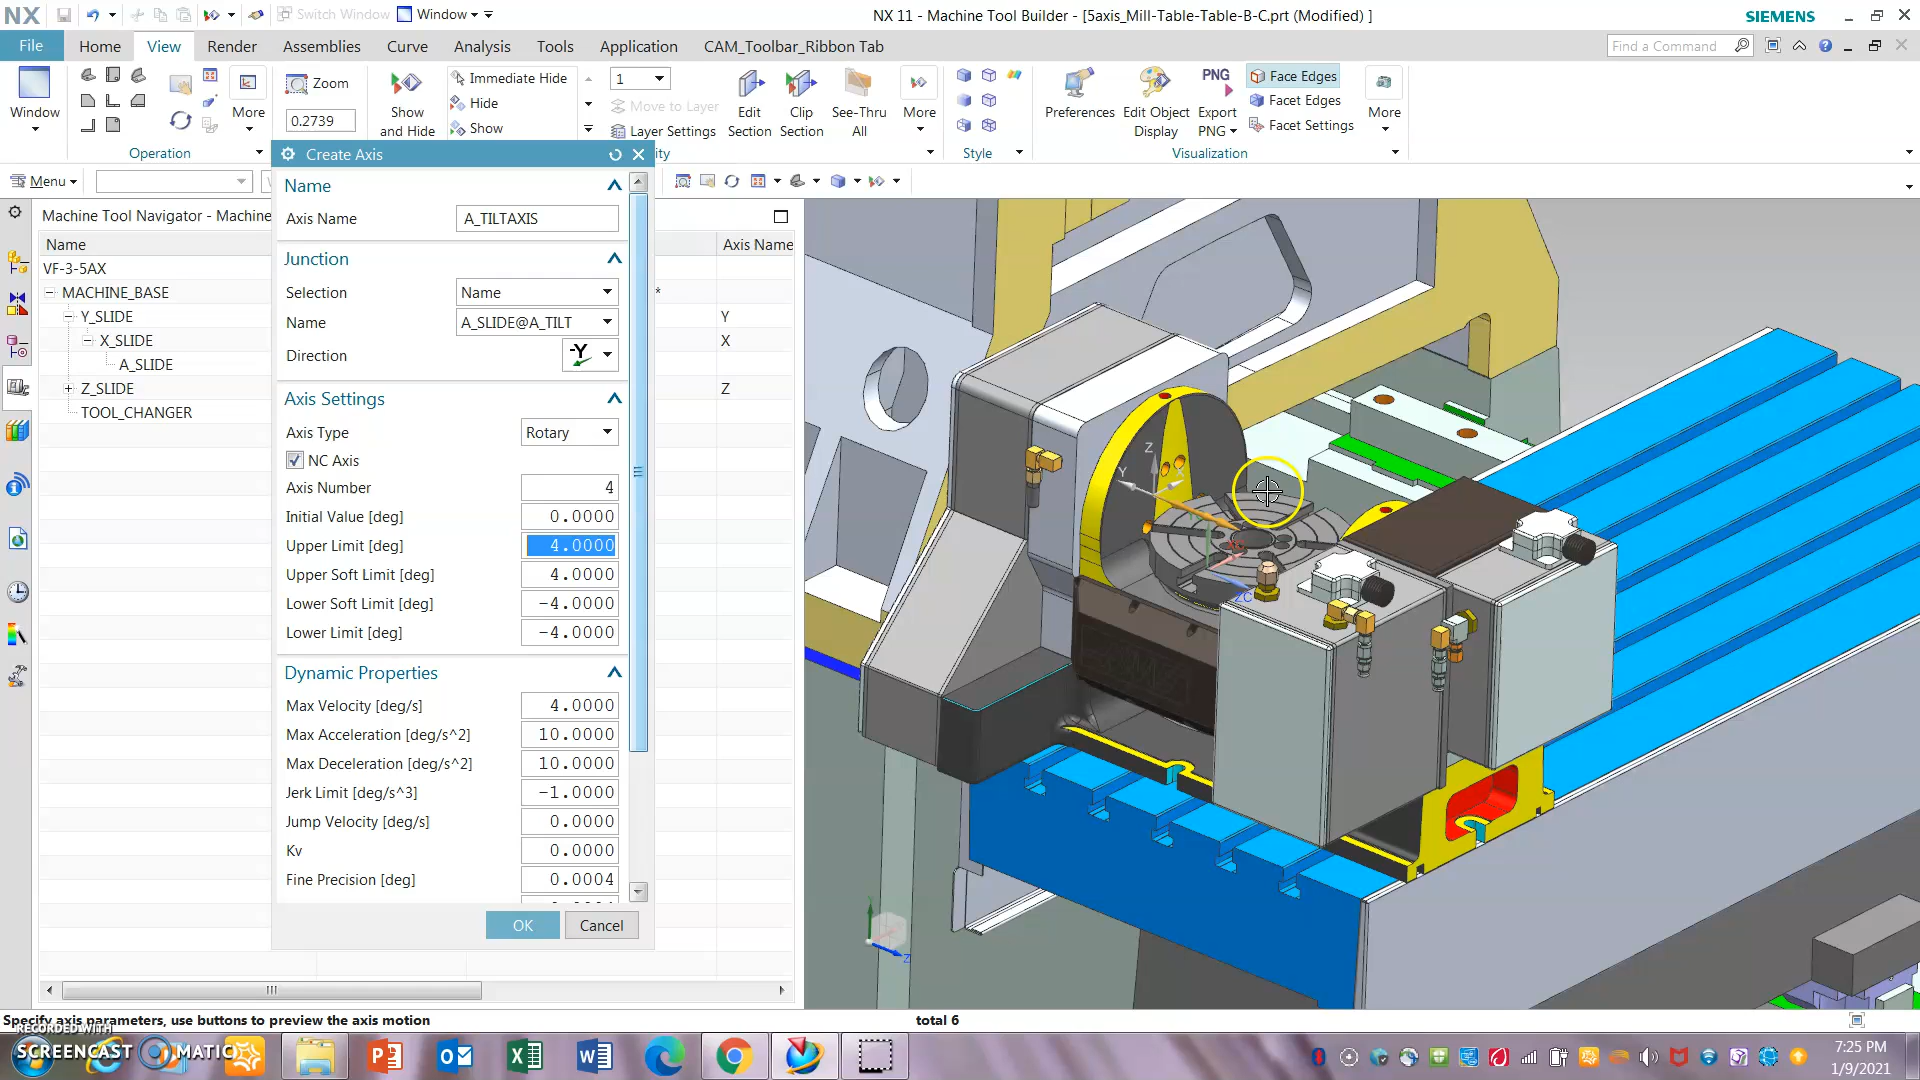 NX
Switch Window
Window
NX 11 - Machine Tool Builder - [5axis_Mill-Table-Table-B-C.prt (Modified) ]
SIEMENS
File
Home
View
Render
Assemblies
Curve
Analysis
Tools
Application
CAM_Toolbar_Ribbon Tab
Find a Command
Window
More
Zoom
0.2739
Show
and Hide
Immediate Hide
Hide
Show
1
Move to Layer
Layer Settings
Edit
Section
Clip
Section
See-Thru
All
More
Preferences
Edit Object
Display
PNG
Export
PNG
Face Edges
Facet Edges
Facet Settings
More
Operation
ity
Style
Visualization
Menu
Create Axis
Machine Tool Navigator - Machine
Name
Axis Name
VF-3-5AX
MACHINE_BASE
*
Y_SLIDE
Y
X_SLIDE
X
A_SLIDE
Z_SLIDE
Z
TOOL_CHANGER
Name
Axis Name
A_TILTAXIS
Junction
Selection
Name
Name
A_SLIDE@A_TILT
Direction
-Y
Axis Settings
Axis Type
Rotary
NC Axis
Axis Number
4
Initial Value [deg]
0.0000
Upper Limit [deg]
4.0000
Upper Soft Limit [deg]
4.0000
Lower Soft Limit [deg]
-4.0000
Lower Limit [deg]
-4.0000
Dynamic Properties
Max Velocity [deg/s]
4.0000
Max Acceleration [deg/s^2]
10.0000
Max Deceleration [deg/s^2]
10.0000
Jerk Limit [deg/s^3]
-1.0000
Jump Velocity [deg/s]
0.0000
Kv
0.0000
Fine Precision [deg]
0.0004
OK
Cancel
Z
Y
ZC
Z
Specify axis parameters, use buttons to preview the axis motion
total 6
RECORDED WITH
SCREENCAST
MATIC
7:25 PM
1/9/2021